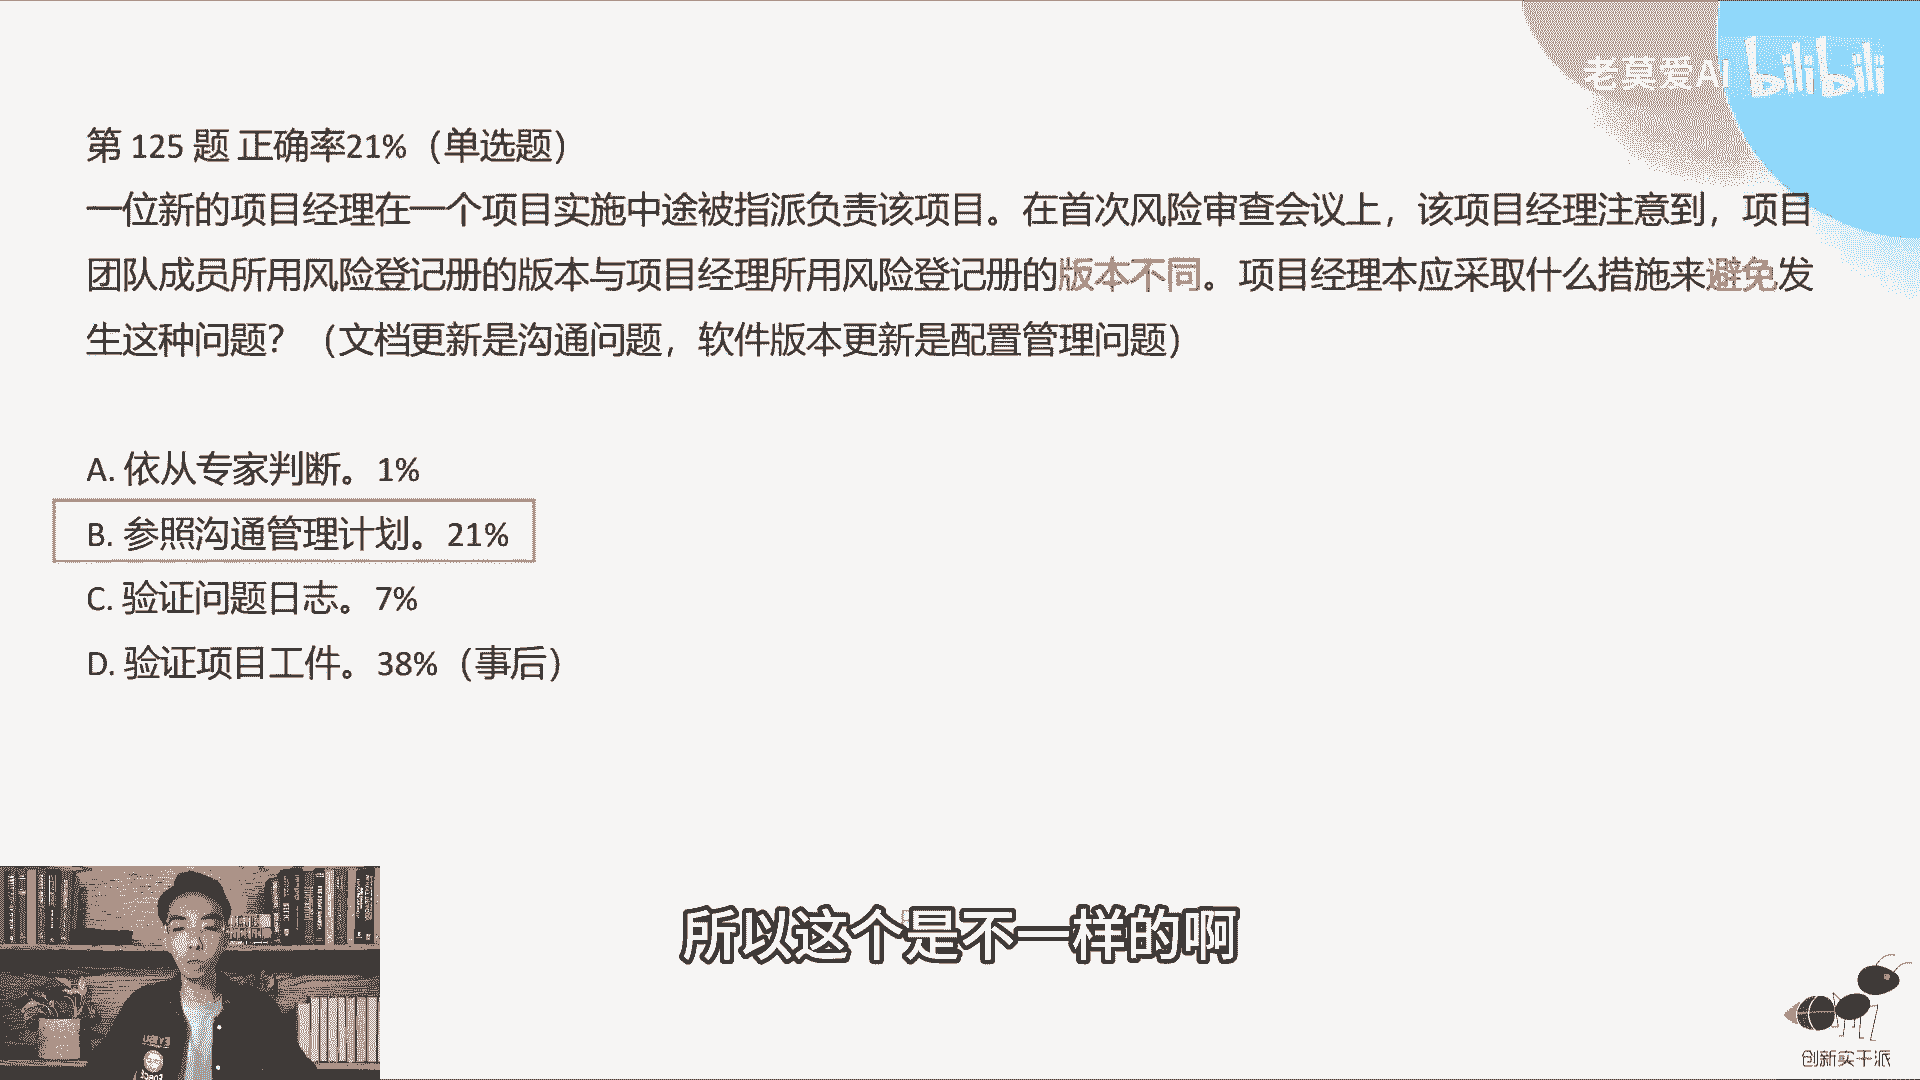 老莫爱AI bilibili
第 125 题 正确率21%（单选题）
一位新的项目经理在一个项目实施中途被指派负责该项目。在首次风险审查会议上，该项目经理注意到，项目
团队成员所用风险登记册的版本与项目经理所用风险登记册的版本不同。项目经理本应采取什么措施来避免发
生这种问题？（文档更新是沟通问题，软件版本更新是配置管理问题）
A. 依从专家判断。1%
B. 参照沟通管理计划。21%
C. 验证问题日志。7%
D. 验证项目工件。38%（事后）
所以这个是不一样的啊
创新实干派